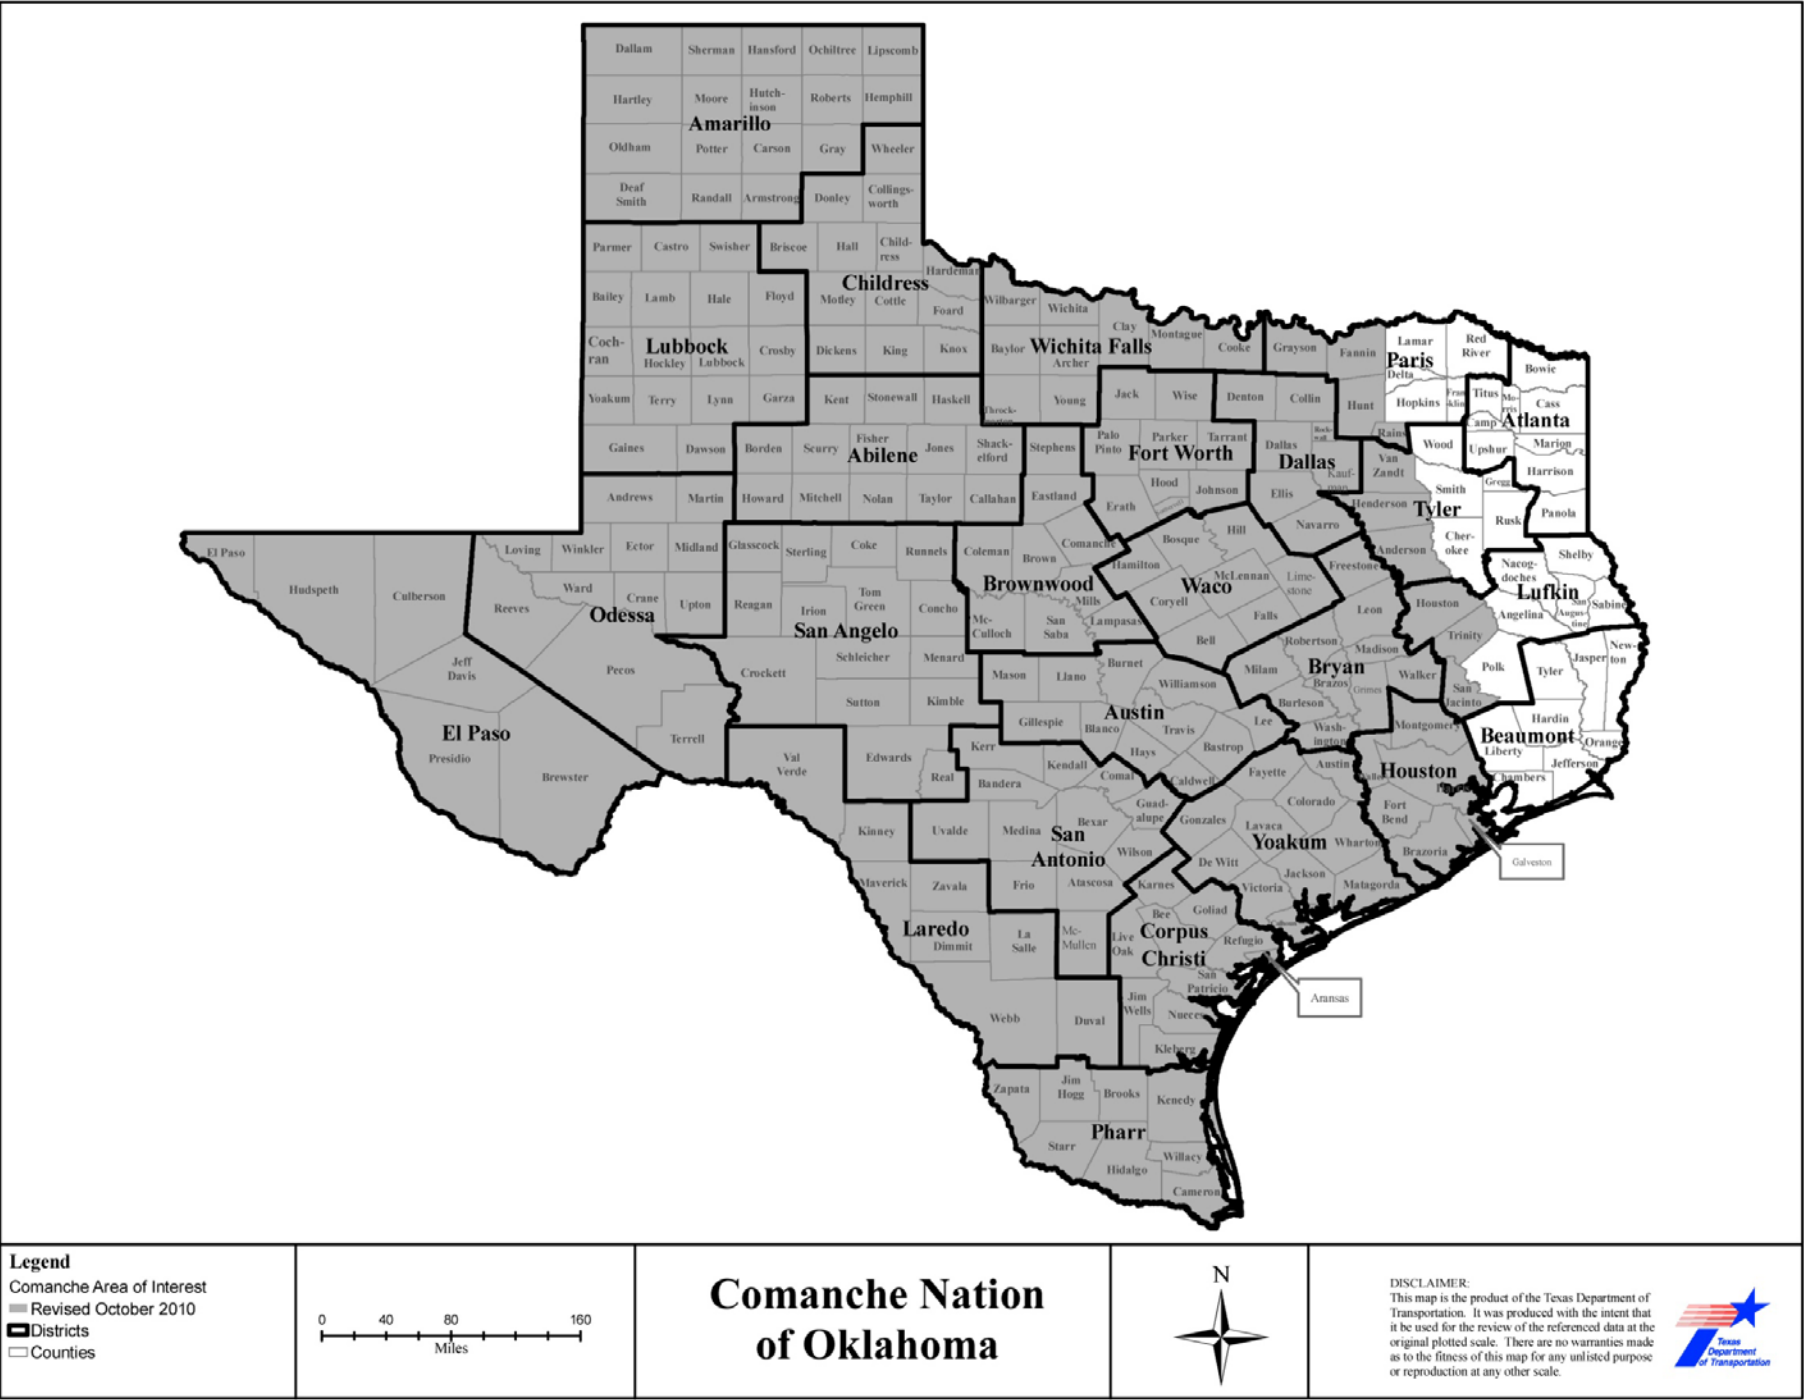 Dallam Sherman Hansford Ochiltree Lipscomb
Hartley Moore Hutch- Roberts Hemphill
inson
Amarillo
Oldham Potter Carson Gray Wheeler
Deaf Collings-
Smith Randall Armstrong Donley worth
Parmer Castro Swisher Briscoe Hall Child-
ress
Hardeman
Childress
Bailey Lamb Hale Floyd Motley Cottle Foard
Wilbarger Wichita Clay Montague
Coch- Lubbock Crosby Dickens King Knox
ran Hockley Lubbock
Baylor Wichita Falls Cooke Grayson Fannin
Archer
Lamar Red
River
Paris Bowie
Delta
Yoakum Terry Lynn Garza Kent Stonewall Haskell Throck- Young
Jack Wise Denton Collin Hunt Hopkins Fran Titus Mo- Cass
klin rris
Camp Atlanta
Gaines Dawson Borden Scurry Fisher Jones Shack- Stephens
elford
Abilene
Palo Parker Tarrant
Pinto
Fort Worth
Dallas Rock- Rains
wall
Dallas Kauf-
man
Van
Zandt
Wood Upshur Marion
Harrison
Andrews Martin Howard Mitchell Nolan Taylor Callahan Eastland
Erath Hood Johnson Ellis Navarro
Henderson Smith Gregg
Tyler Rusk Panola
Cher-
okee
Anderson
El Paso Hudspeth Culberson
Loving Winkler Ector Midland Glasscock Sterling Coke Runnels Coleman Brown Comanche
Reeves Ward Crane Upton Reagan Irion Tom Concho
Green
Odessa San Angelo Brownwood
Mc- San Mills Lampasas
Culloch Saba
Hamilton Bosque Hill
Waco McLennan Lime-
stone
Coryell Falls
Bell
Freestone
Leon
Houston
Trinity
Nacog- Shelby
doches
Lufkin
Angelina San Sabine
Augus-
tine
Jeff
Davis
Pecos Crockett Schleicher Menard
Sutton Kimble
Mason Llano Burnet Williamson
Milam Robertson Madison
Bryan Walker
Brazos Grimes
Burleson
San
Jacinto
Polk Tyler Jasper New-
ton
El Paso
Presidio Brewster
Terrell
Val
Verde
Edwards Real
Gillespie Blanco Austin Travis Lee
Hays Bastrop
Wash-
ington
Montgomery
Hardin
Beaumont
Liberty Orange
Jefferson
Chambers
Kerr Kendall Comal Caldwell
Bandera
Fayette Austin
Houston
Kinney Uvalde Medina Bexar Guad-
alupe
San
Antonio
Wilson
Gonzales Colorado Fort
Bend
Lavaca
Yoakum Wharton
Brazoria
Galveston
De Witt
Maverick Zavala Frio Atascosa Karnes
Jackson
Victoria Matagorda
Bee Goliad
Laredo
Dimmit La
Salle
Mc-
Mullen
Live
Oak
Corpus
Christi
Refugio
San
Patricio
Aransas
Webb Duval Jim
Wells
Nueces
Kleberg
Zapata Jim
Hogg
Brooks Kenedy
Pharr
Starr Willacy
Hidalgo
Cameron
Legend
Comanche Area of Interest
Revised October 2010
Districts
Counties
0 40 80 160
Miles
Comanche Nation
of Oklahoma
N
DISCLAIMER:
This map is the product of the Texas Department of
Transportation. It was produced with the intent that
it be used for the review of the referenced data at the
original plotted scale. There are no warranties made
as to the fitness of this map for any unlisted purpose
or reproduction at any other scale.
Texas
Department
of Transportation